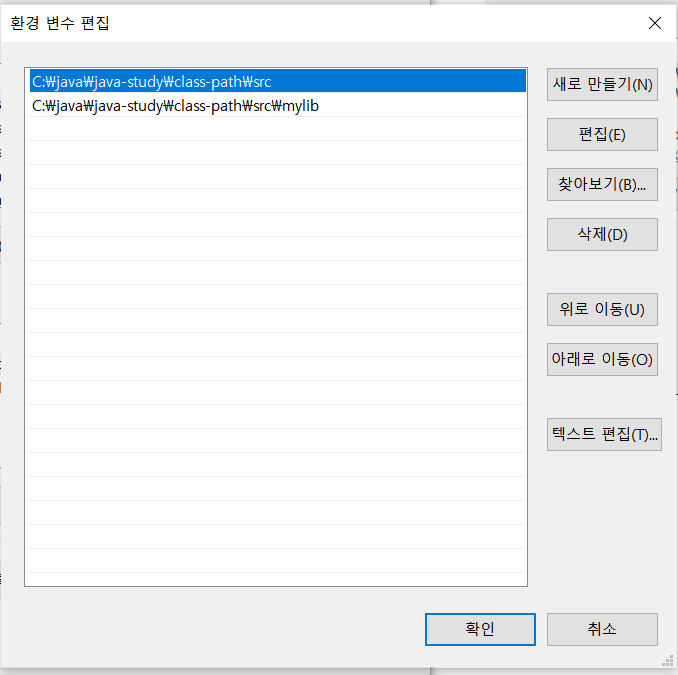 환경 변수 편집
C:₩java₩java-study₩class-path₩src
C:₩java₩java-study₩class-path₩src₩mylib
새로 만들기(N)
편집(E)
찾아보기(B)...
삭제(D)
위로 이동(U)
아래로 이동(O)
텍스트 편집(T)...
확인
취소